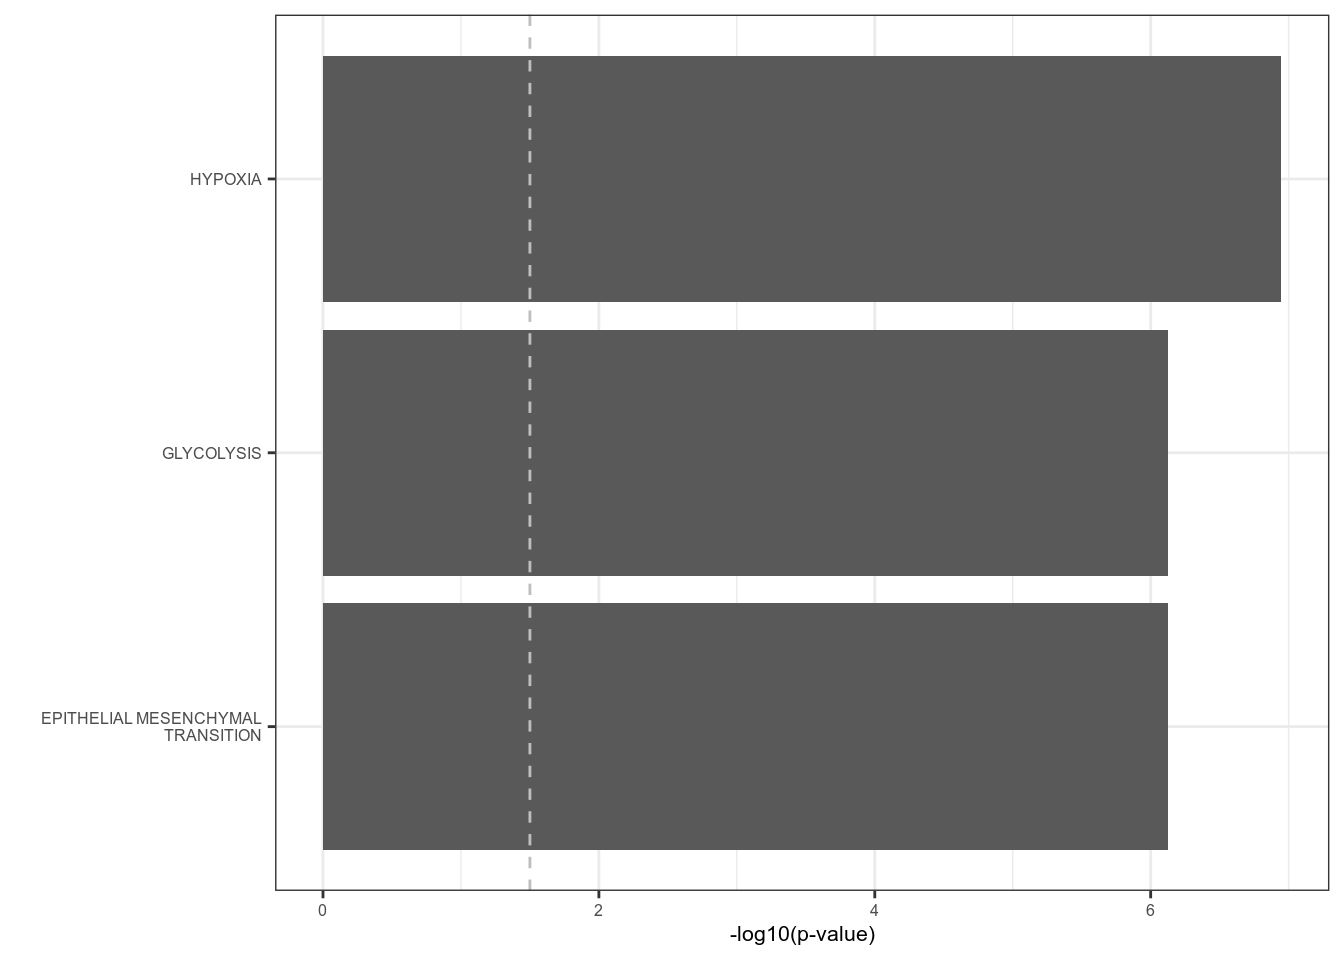 HYPOXIA
GLYCOLYSIS
EPITHELIAL MESENCHYMAL
TRANSITION
0
2
4
6
-log10(p-value)